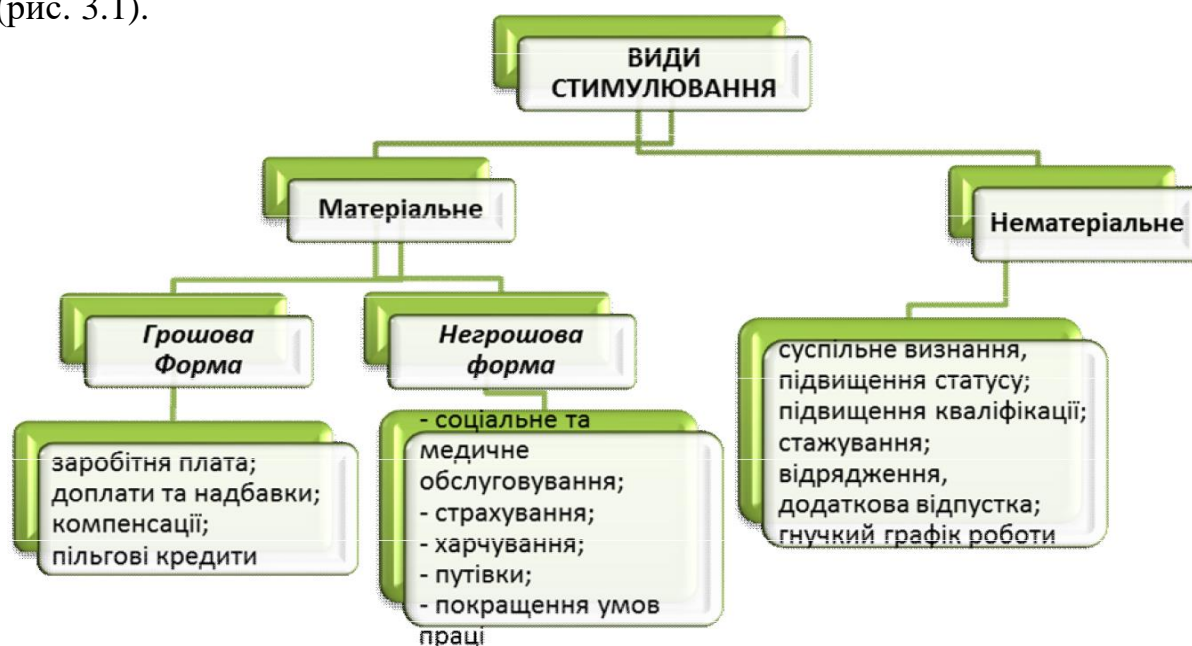 (рис. 3.1).
ВИДИ
СТИМУЛЮВАННЯ
Матеріальне
Нематеріальне
Грошова
Форма
Негрошова
форма
заробітня плата;
доплати та надбавки;
компенсації;
пільгові кредити
- соціальне та
медичне
обслуговування;
- страхування;
- харчування;
- путівки;
- покращення умов
праці
суспільне визнання,
підвищення статусу;
підвищення кваліфікації;
стажування;
відрядження,
додаткова відпустка;
гнучкий графік роботи